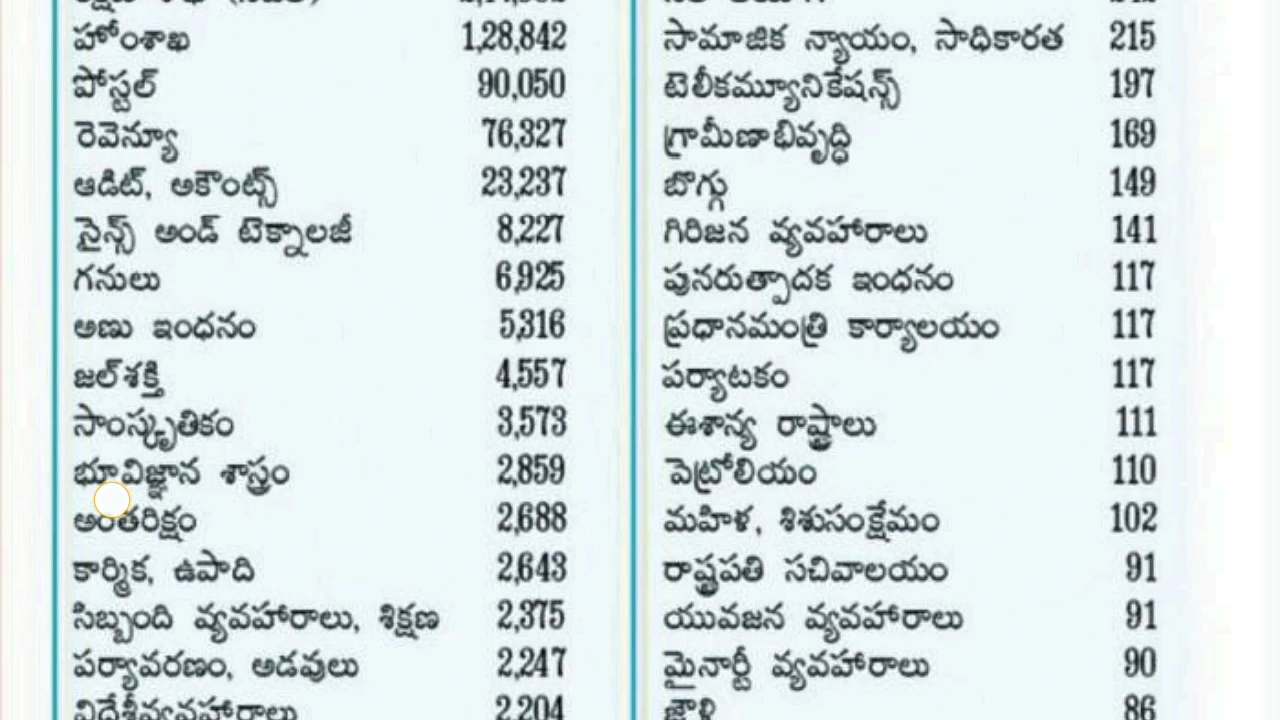 హోంశాఖ 1,28,842
పోస్టల్ 90,050
రెవెన్యూ 76,327
ఆడిట్, అకౌంట్స్ 23,237
సైన్స్ అండ్ టెక్నాలజీ 8,227
గనులు 6,925
అణు ఇంధనం 5,316
జల్‌శక్తి 4,557
సాంస్కృతికం 3,573
భూవిజ్ఞాన శాస్త్రం 2,859
అంతరిక్షం 2,688
కార్మిక, ఉపాది 2,643
సిబ్బంది వ్యవహారాలు, శిక్షణ 2,375
పర్యావరణం, అడవులు 2,247
విదేశీవ్యవహారాలు 2,204
సామాజిక న్యాయం, సాధికారత 215
టెలీకమ్యూనికేషన్స్ 197
గ్రామీణాభివృద్ధి 169
బొగ్గు 149
గిరిజన వ్యవహారాలు 141
పునరుత్పాదక ఇంధనం 117
ప్రధానమంత్రి కార్యాలయం 117
పర్యాటకం 117
ఈశాన్య రాష్ట్రాలు 111
పెట్రోలియం 110
మహిళ, శిశుసంక్షేమం 102
రాష్ట్రపతి సచివాలయం 91
యువజన వ్యవహారాలు 91
మైనార్టీ వ్యవహారాలు 90
జౌళి 86